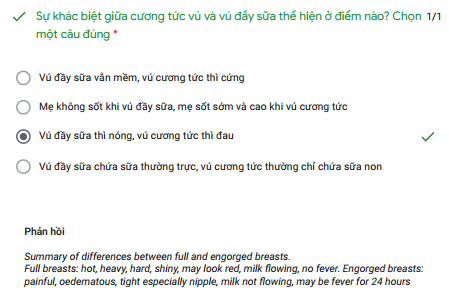 Sự khác biệt giữa cương tức vú và vú đầy sữa thể hiện ở điểm nào? Chọn 1/1
một câu đúng *
Vú đầy sữa vẫn mềm, vú cương tức thì cứng
Mẹ không sốt khi vú đầy sữa, mẹ sốt sớm và cao khi vú cương tức
Vú đầy sữa thì nóng, vú cương tức thì đau
Vú đầy sữa chứa sữa thường trực, vú cương tức thường chỉ chứa sữa non
Phản hồi
Summary of differences between full and engorged breasts.
Full breasts: hot, heavy, hard, shiny, may look red, milk flowing, no fever. Engorged breasts:
painful, oedematous, tight especially nipple, milk not flowing, may be fever for 24 hours